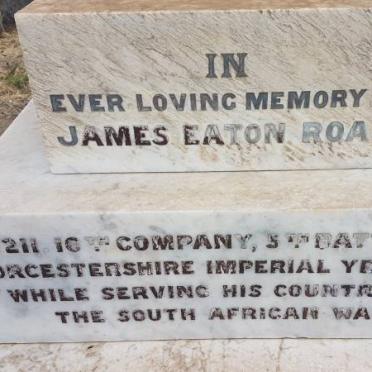 IN
EVER LOVING MEMORY
JAMES EATON ROA
211. 16TH COMPANY, 5TH BATT
ORCESTERSHIRE IMPERIAL YE
WHILE SERVING HIS COUNTR
THE SOUTH AFRICAN WA